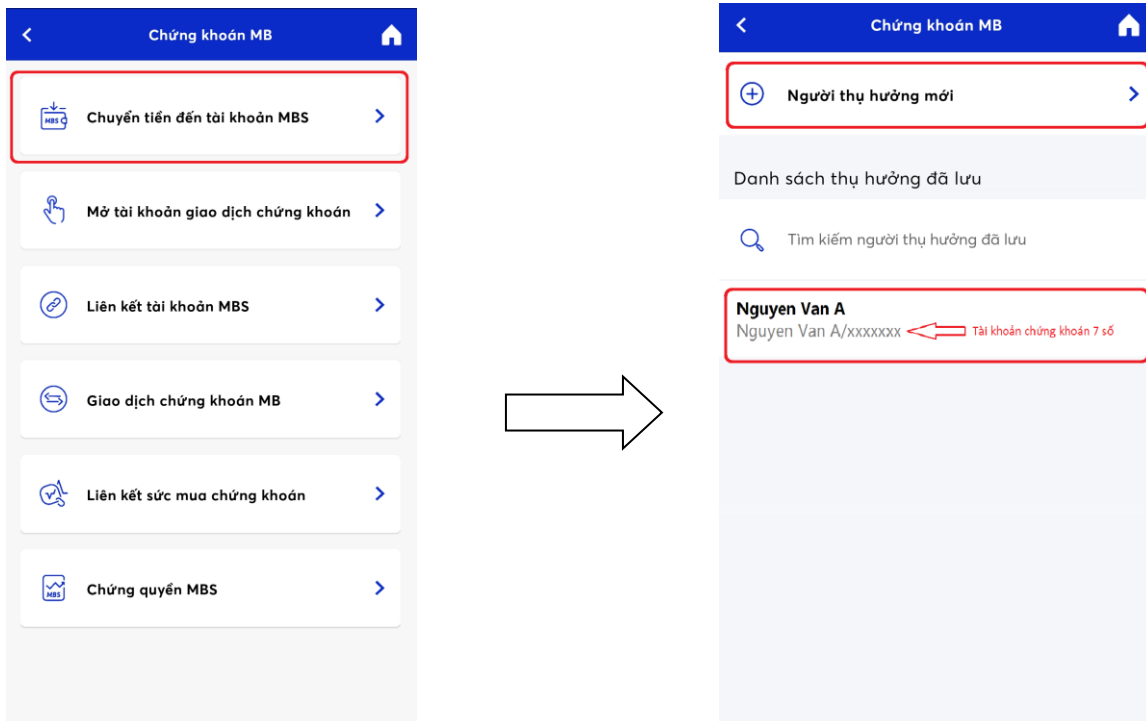 Chứng khoán MB
Chuyển tiền đến tài khoản MBS
Mở tài khoản giao dịch chứng khoán
Liên kết tài khoản MBS
Giao dịch chứng khoán MB
Liên kết sức mua chứng khoán
Chứng quyền MBS
Chứng khoán MB
Người thụ hưởng mới
Danh sách thụ hưởng đã lưu
Tìm kiếm người thụ hưởng đã lưu
Nguyen Van A
Nguyen Van A/xxxxxxx Tài khoản chứng khoán 7 số
MBS
MBS